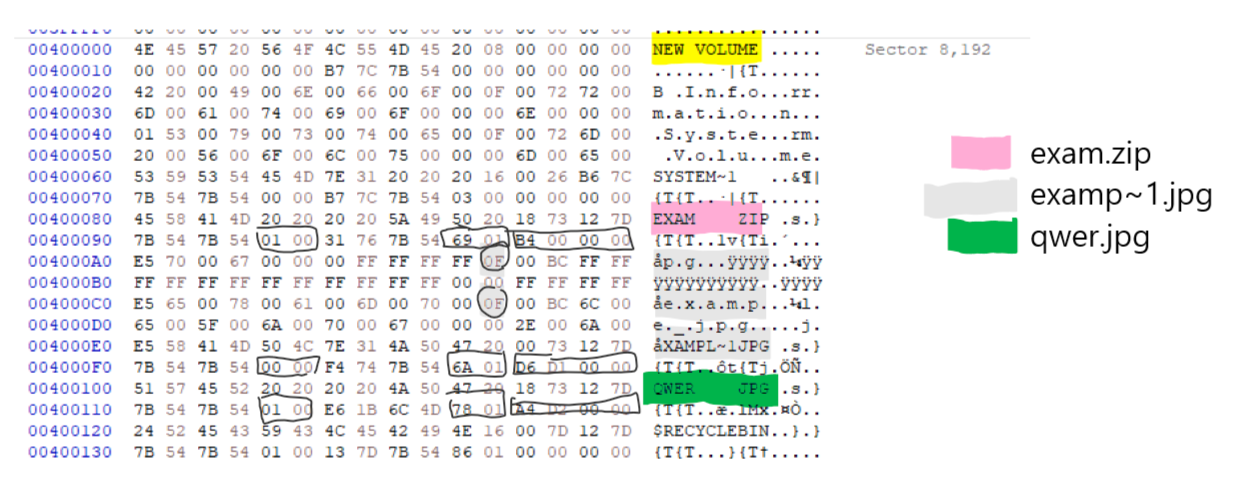 00400000 4E 45 57 20 56 4F 4C 55 4D 45 20 08 00 00 00 00 NEW VOLUME ..... Sector 8,192
00400010 00 00 00 00 00 00 B7 7C 7B 54 00 00 00 00 00 00 ......·|{T......
00400020 42 20 00 49 00 6E 00 66 00 6F 00 0F 00 72 72 00 B .I.n.f.o...rr.
00400030 6D 00 61 00 74 00 69 00 6F 00 00 00 6E 00 00 00 m.a.t.i.o...n...
00400040 01 53 00 79 00 73 00 74 00 65 00 0F 00 72 6D 00 .S.y.s.t.e...rm.
00400050 20 00 56 00 6F 00 6C 00 75 00 00 00 6D 00 65 00 .V.o.l.u...m.e.
00400060 53 59 53 54 45 4D 7E 31 20 20 20 16 00 26 B6 7C SYSTEM~1 ..&¶|
00400070 7B 54 7B 54 00 00 B7 7C 7B 54 03 00 00 00 00 00 {T{T..·|{T......
00400080 45 58 41 4D 20 20 20 20 5A 49 50 20 18 73 12 7D EXAM ZIP .s.}
00400090 7B 54 7B 54 01 00 31 76 7B 54 69 01 B4 00 00 00 {T{T..1v{Ti.´...
004000A0 E5 70 00 67 00 00 00 FF FF FF FF 0F 00 BC FF FF åp.g...ÿÿÿÿ..¼ÿÿ
004000B0 FF FF FF FF FF FF FF FF FF FF 00 00 FF FF FF FF ÿÿÿÿÿÿÿÿÿÿ..ÿÿÿÿ
004000C0 E5 65 00 78 00 61 00 6D 00 70 00 0F 00 BC 6C 00 åe.x.a.m.p...¼l.
004000D0 65 00 5F 00 6A 00 70 00 67 00 00 00 2E 00 6A 00 e._.j.p.g.....j.
004000E0 E5 58 41 4D 50 4C 7E 31 4A 50 47 20 00 73 12 7D åXAMPL~1JPG .s.}
004000F0 7B 54 7B 54 00 00 F4 74 7B 54 6A 01 D6 D1 00 00 {T{T..ôt{Tj.ÖÑ..
00400100 51 57 45 52 20 20 20 20 4A 50 47 20 18 73 12 7D QWER JPG .s.}
00400110 7B 54 7B 54 01 00 E6 1B 6C 4D 78 01 A4 D2 00 00 {T{T..æ.lMx.¤Ò..
00400120 24 52 45 43 59 43 4C 45 42 49 4E 16 00 7D 12 7D $RECYCLEBIN..}.}
00400130 7B 54 7B 54 01 00 13 7D 7B 54 86 01 00 00 00 00 {T{T...}{T†.....
exam.zip
examp~1.jpg
qwer.jpg